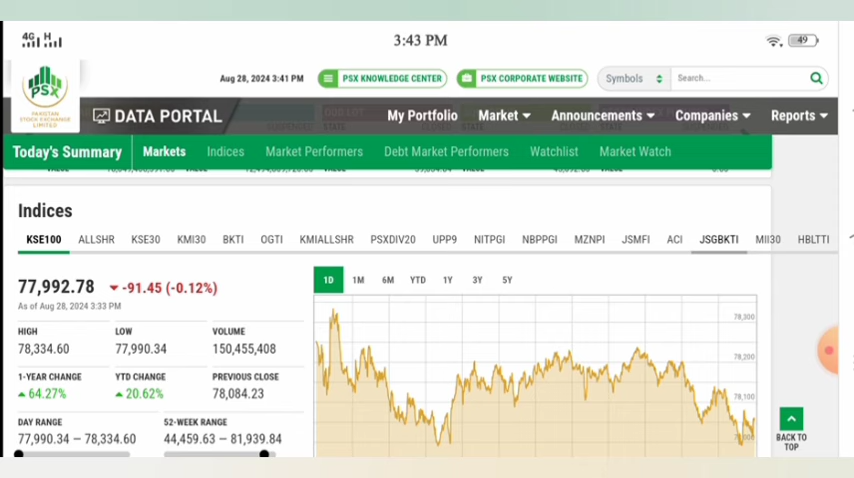 4G H
3:43 PM
49
PSX
PAKISTAN
STOCK EXCHANGE
LIMITED
Aug 28, 2024 3:41 PM
PSX KNOWLEDGE CENTER
PSX CORPORATE WEBSITE
Symbols
Search...
DATA PORTAL
My Portfolio
Market
Announcements
Companies
Reports
Today's Summary
Markets
Indices
Market Performers
Debt Market Performers
Watchlist
Market Watch
Indices
KSE100 ALLSHR KSE30 KMI30 BKTI OGTI KMIALLSHR PSXDIV20 UPP9 NITPGI NBPPGI MZNPI JSMFI ACI JSGBKTI MII30 HBLTTI
77,992.78 -91.45 (-0.12%)
As of Aug 28, 2024 3:33 PM
1D 1M 6M YTD 1Y 3Y 5Y
HIGH LOW VOLUME
78,334.60 77,990.34 150,455,408
1-YEAR CHANGE YTD CHANGE PREVIOUS CLOSE
64.27% 20.62% 78,084.23
DAY RANGE 52-WEEK RANGE
77,990.34 — 78,334.60 44,459.63 — 81,939.84
78,300
78,200
78,100
BACK TO
TOP